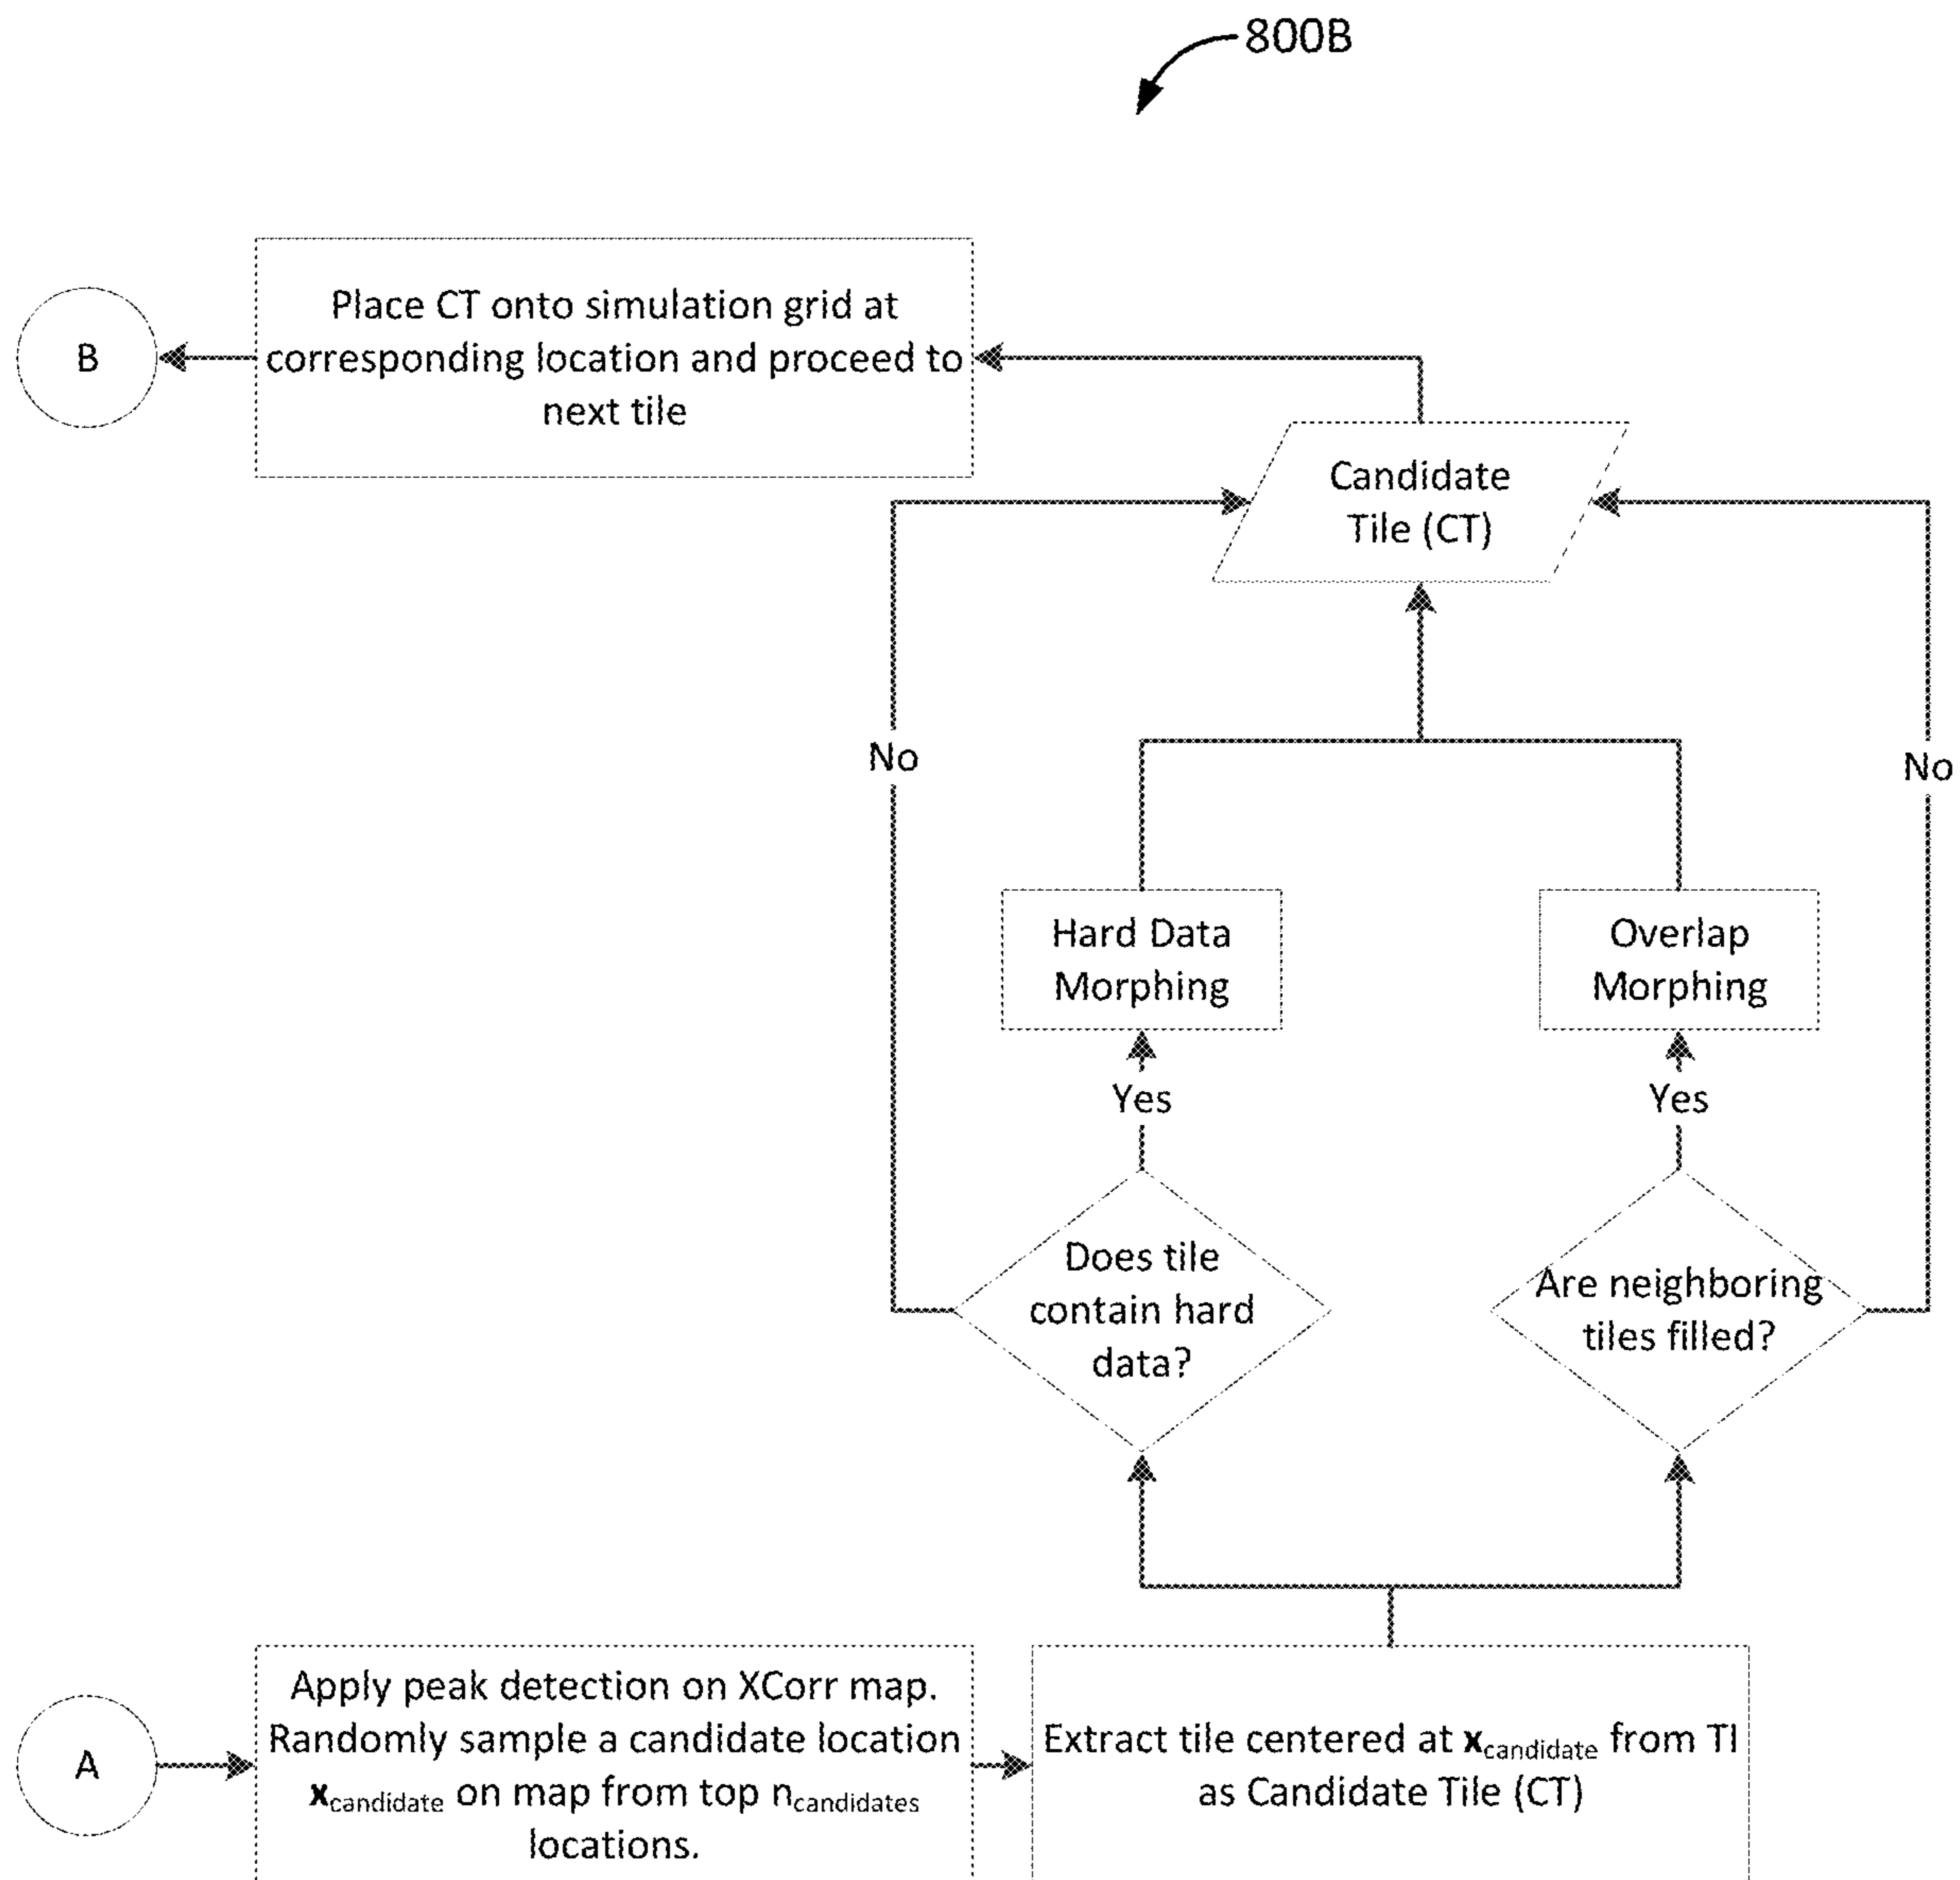 800B
Place CT onto simulation grid at
corresponding location and proceed to
next tile
B
Candidate
Tile (CT)
No
No
Hard Data
Morphing
Overlap
Morphing
Yes
Yes
Does tile
contain hard
data?
Are neighboring
tiles filled?
A
Apply peak detection on XCorr map.
Randomly sample a candidate location
xcandidate on map from top ncandidates
locations.
Extract tile centered at xcandidate from TI
as Candidate Tile (CT)